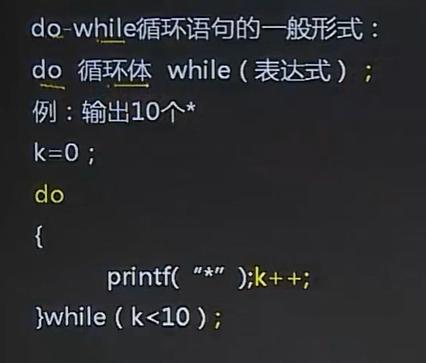 do-while循环语句的一般形式：
do 循环体 while（表达式）；
例：输出10个*
k=0；
do
{
printf( “*” );k++;
}while（k<10）;